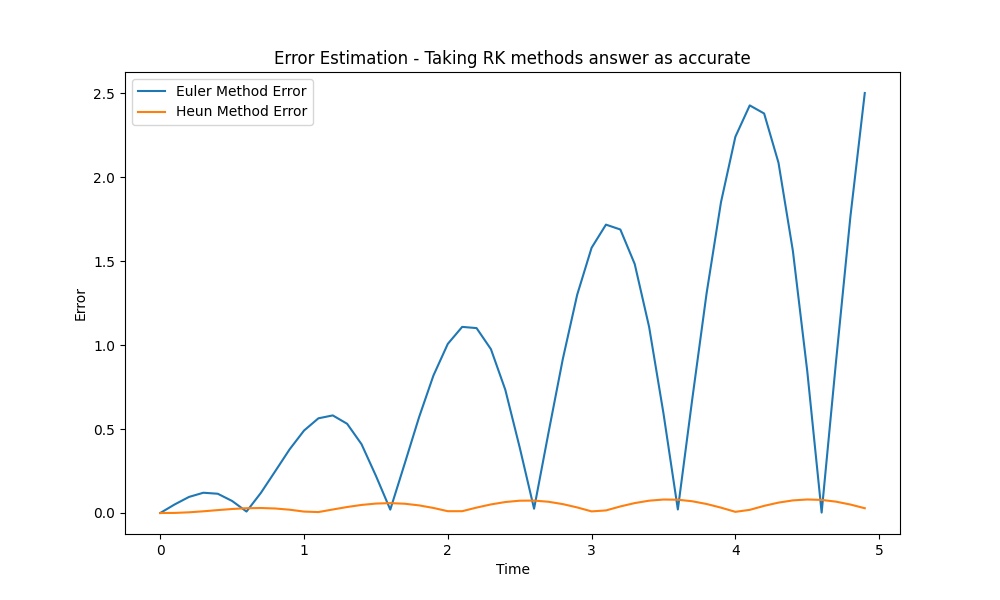 Error Estimation - Taking RK methods answer as accurate
Euler Method Error
Heun Method Error
2.5
2.0
1.5
1.0
0.5
0.0
Error
0 1 2 3 4 5
Time